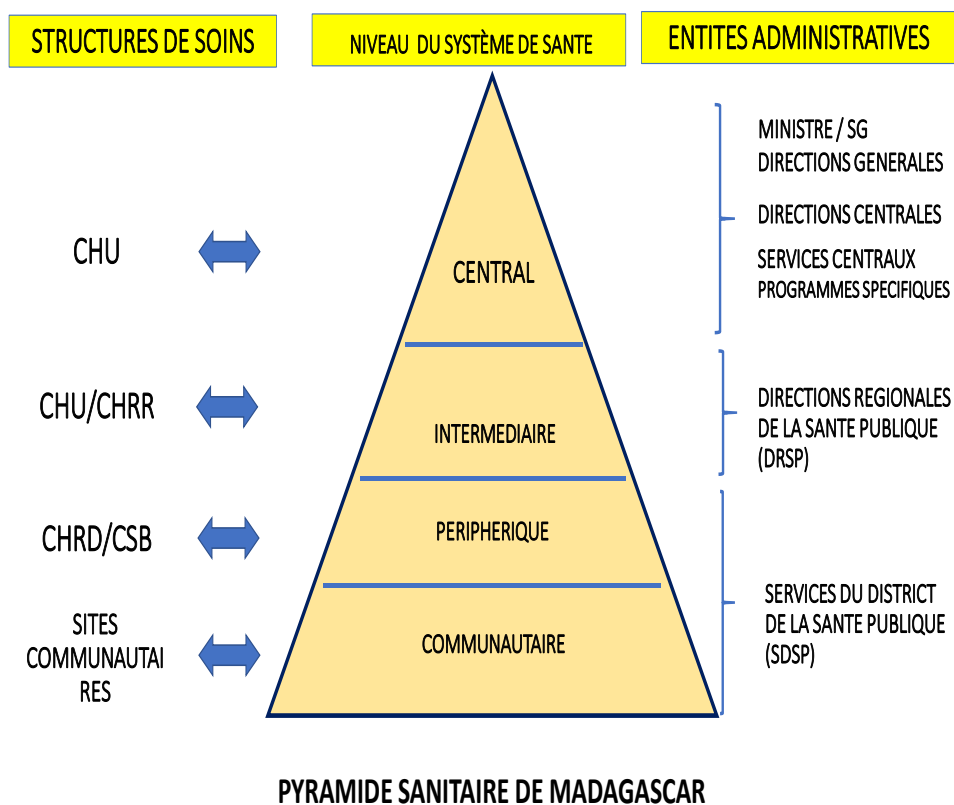 STRUCTURES DE SOINS
NIVEAU DU SYSTÈME DE SANTE
ENTITES ADMINISTRATIVES
MINISTRE / SG
DIRECTIONS GENERALES
DIRECTIONS CENTRALES
SERVICES CENTRAUX
PROGRAMMES SPECIFIQUES
CHU
CENTRAL
CHU/CHRR
INTERMEDIAIRE
DIRECTIONS REGIONALES
DE LA SANTE PUBLIQUE
(DRSP)
CHRD/CSB
PERIPHERIQUE
SITES
COMMUNAUTAI
RES
COMMUNAUTAIRE
SERVICES DU DISTRICT
DE LA SANTE PUBLIQUE
(SDSP)
PYRAMIDE SANITAIRE DE MADAGASCAR